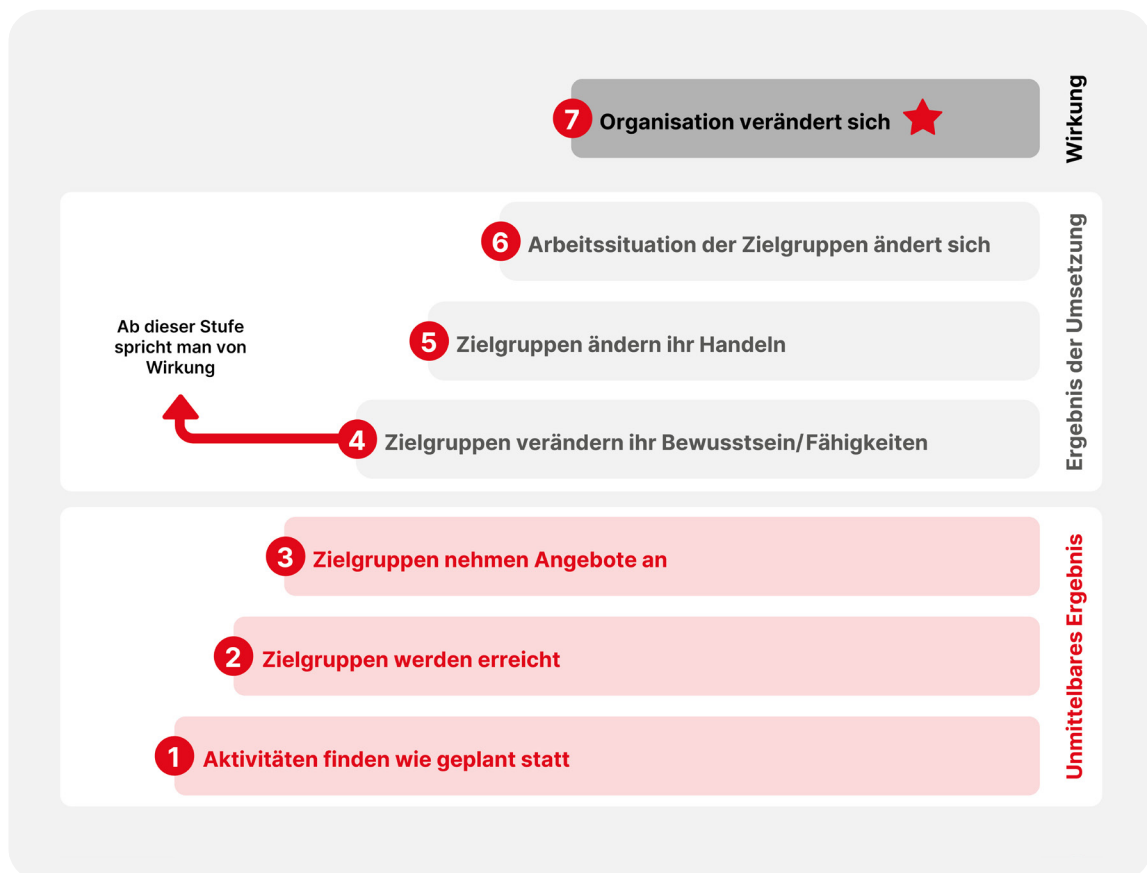 Wirkung
7 Organisation verändert sich
Ergebnis der Umsetzung
6 Arbeitssituation der Zielgruppen ändert sich
Ab dieser Stufe
spricht man von
Wirkung
5 Zielgruppen ändern ihr Handeln
4 Zielgruppen verändern ihr Bewusstsein/Fähigkeiten
Unmittelbares Ergebnis
3 Zielgruppen nehmen Angebote an
2 Zielgruppen werden erreicht
1 Aktivitäten finden wie geplant statt